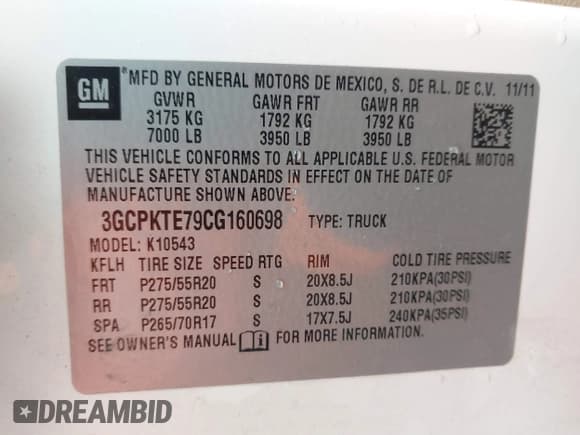 GM
*MFD BY GENERAL MOTORS DE MEXICO, S. DE R.L. DE C.V. 11/11
GVWR GAWR FRT GAWR RR
3175 KG 1792 KG 1792 KG
7000 LB 3950 LB 3950 LB
THIS VEHICLE CONFORMS TO ALL APPLICABLE U.S. FEDERAL MOTOR
VEHICLE SAFETY STANDARDS IN EFFECT ON THE DATE OF
MANUFACTURE SHOWN ABOVE:
3GCPKTE79CG160698 TYPE: TRUCK
MODEL: K10543
KFLH TIRE SIZE SPEED RTG RIM COLD TIRE PRESSURE
FRT P275/55R20 S 20X8.5J 210KPA(30PSI)
RR P275/55R20 S 20X8.5J 210KPA(30PSI)
SPA P265/70R17 S 17X7.5J 240KPA(35PSI)
SEE OWNER'S MANUAL FOR MORE INFORMATION.
DREAMBID